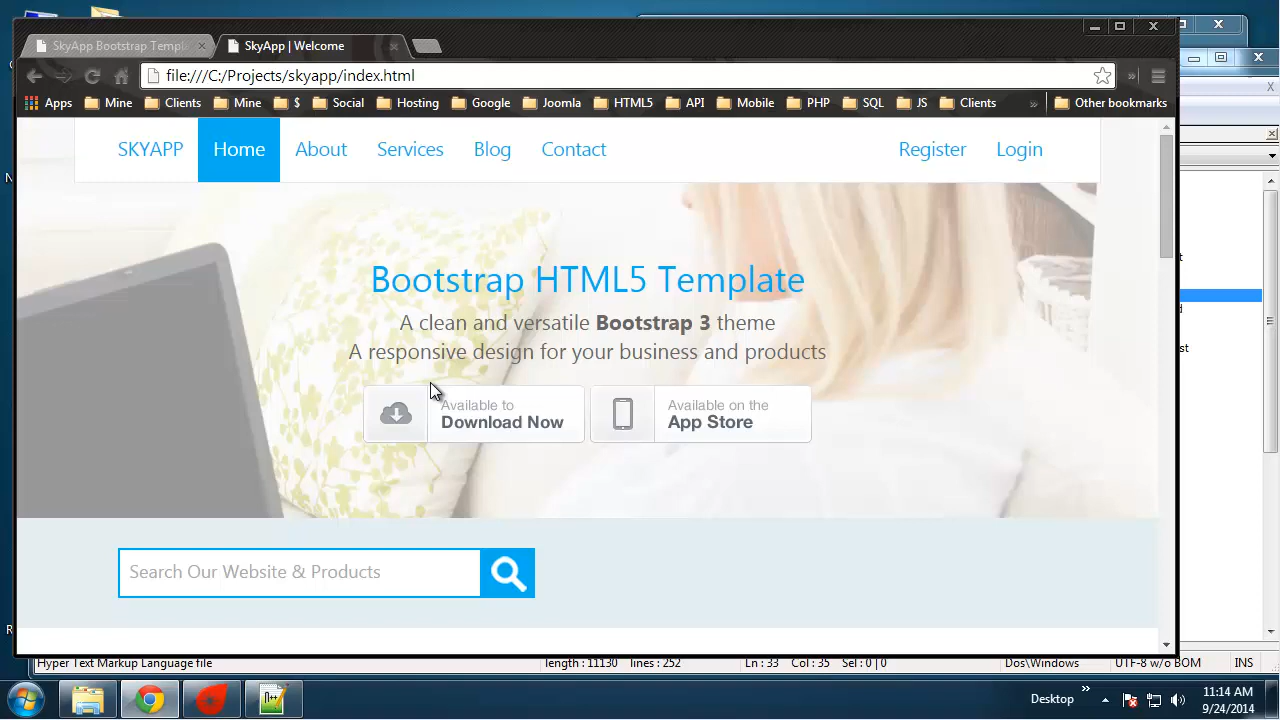 SkyApp Bootstrap Templ
SkyApp | Welcome
file:///C:/Projects/skyapp/index.html
Apps Mine Clients Mine $ Social Hosting Google Joomla HTML5 API Mobile PHP SQL JS Clients » Other bookmarks
SKYAPP Home About Services Blog Contact Register Login
Bootstrap HTML5 Template
A clean and versatile Bootstrap 3 theme
A responsive design for your business and products
Available to
Download Now
Available on the
App Store
Search Our Website & Products
Hyper Text Markup Language file length : 11130 lines : 252 Ln : 33 Col : 35 Sel : 0 | 0 Dos\Windows UTF-8 w/o BOM INS
Desktop »
11:14 AM
9/24/2014